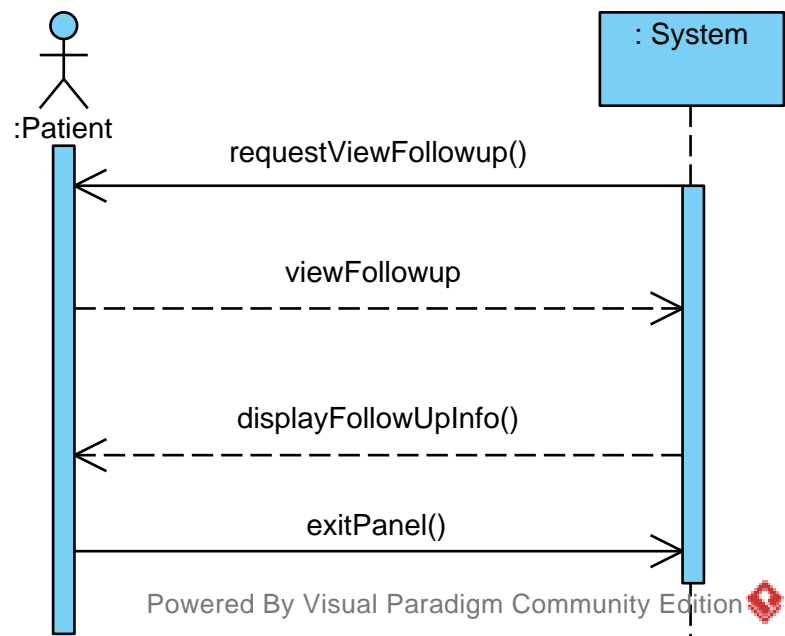 : System
:Patient
requestViewFollowup()
viewFollowup
displayFollowUpInfo()
exitPanel()
Powered By Visual Paradigm Community Edition